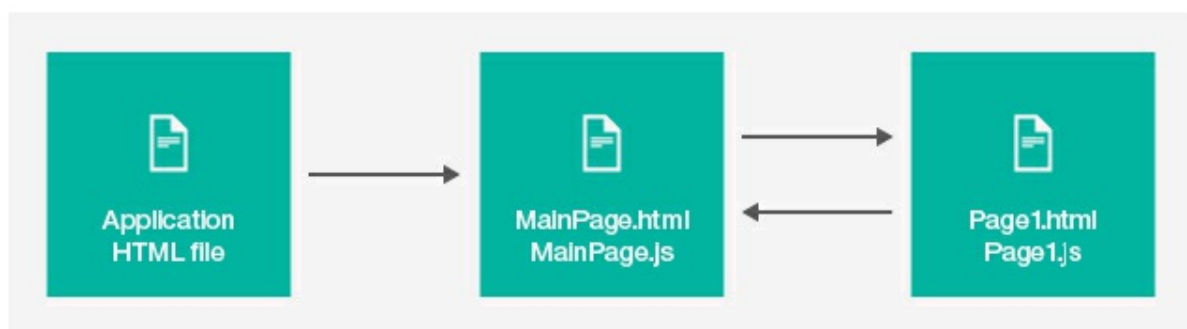 Application
HTML file
MainPage.html
MainPage.js
Page1.html
Page1.js